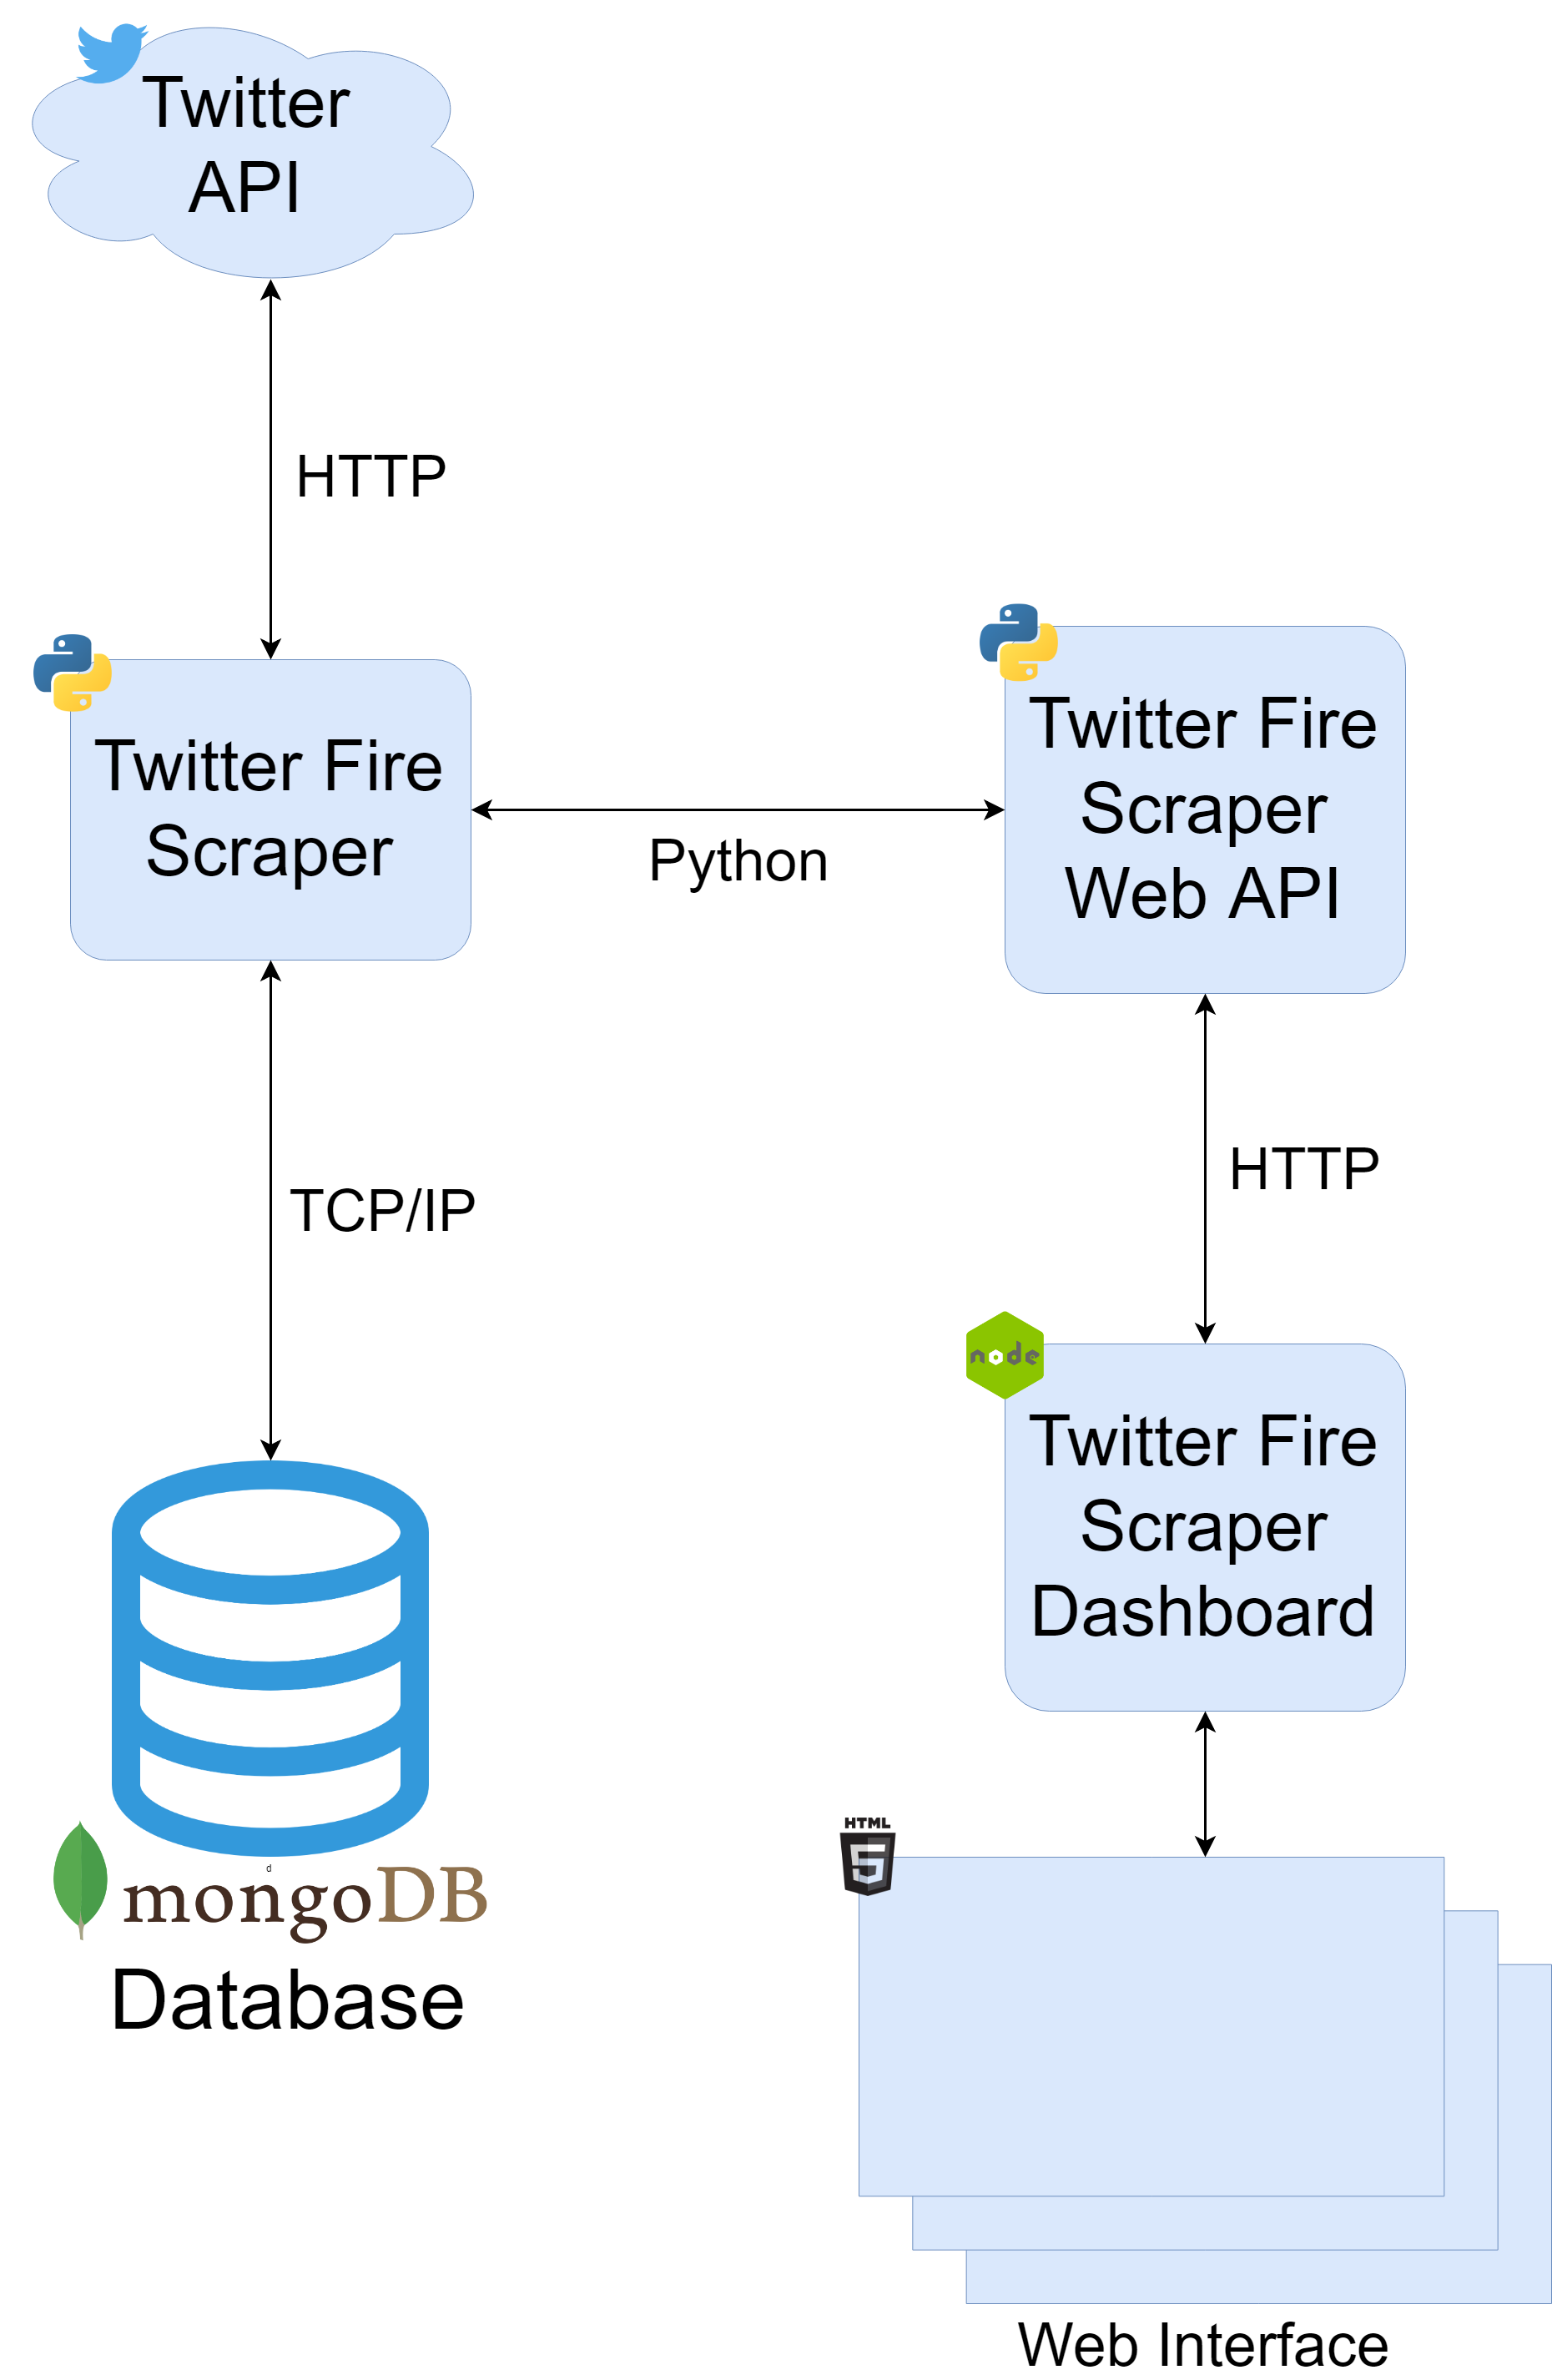 Twitter
API
HTTP
Twitter Fire
Scraper
Python
Twitter Fire
Scraper
Web API
TCP/IP
HTTP
node
Twitter Fire
Scraper
Dashboard
HTML
5
d
mongoDB
Database
Web Interface